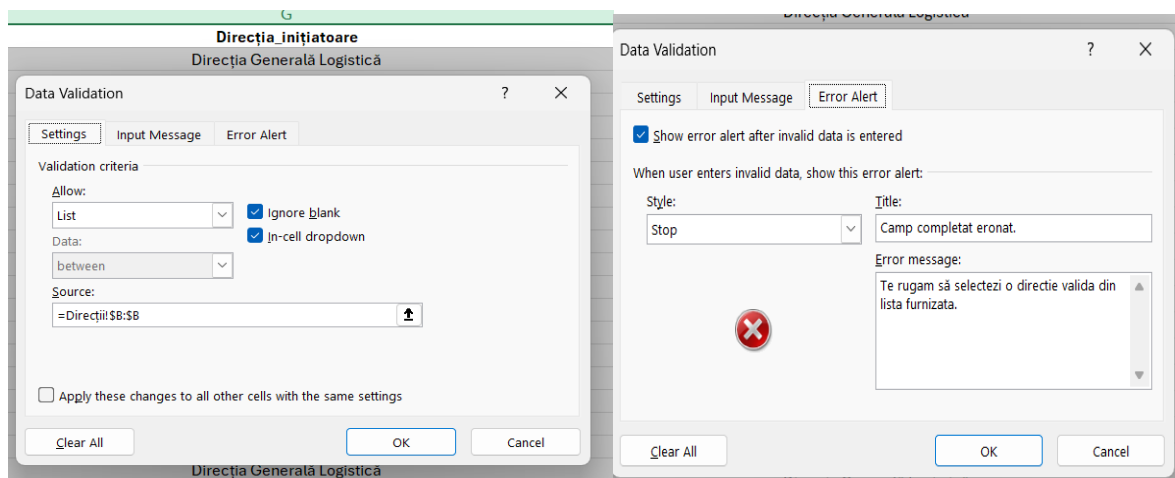 G
Direcția_inițiatoare
Direcția Generală Logistică
Data Validation
?
Settings
Input Message
Error Alert
Validation criteria
Allow:
List
Ignore blank
In-cell dropdown
Data:
between
Source:
=Direcții!$B:$B
Apply these changes to all other cells with the same settings
Clear All
OK
Cancel
Direcția Generală Logistică
Direcția Generală Logistică
Data Validation
?
Settings
Input Message
Error Alert
Show error alert after invalid data is entered
When user enters invalid data, show this error alert:
Style:
Stop
Title:
Camp completat eronat.
Error message:
Te rugam să selectezi o directie valida din
lista furnizata.
Clear All
OK
Cancel